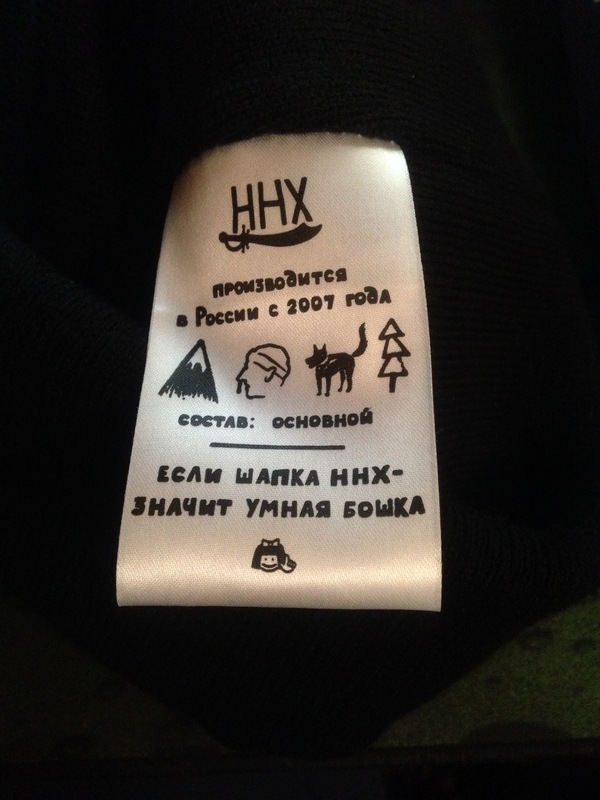 ННХ
ПРОИЗВОДИТСЯ
в России с 2007 года
СОСТАВ: ОСНОВНОЙ
ЕСЛИ ШАПКА ННХ-
ЗНАЧИТ УМНАЯ БОШКА